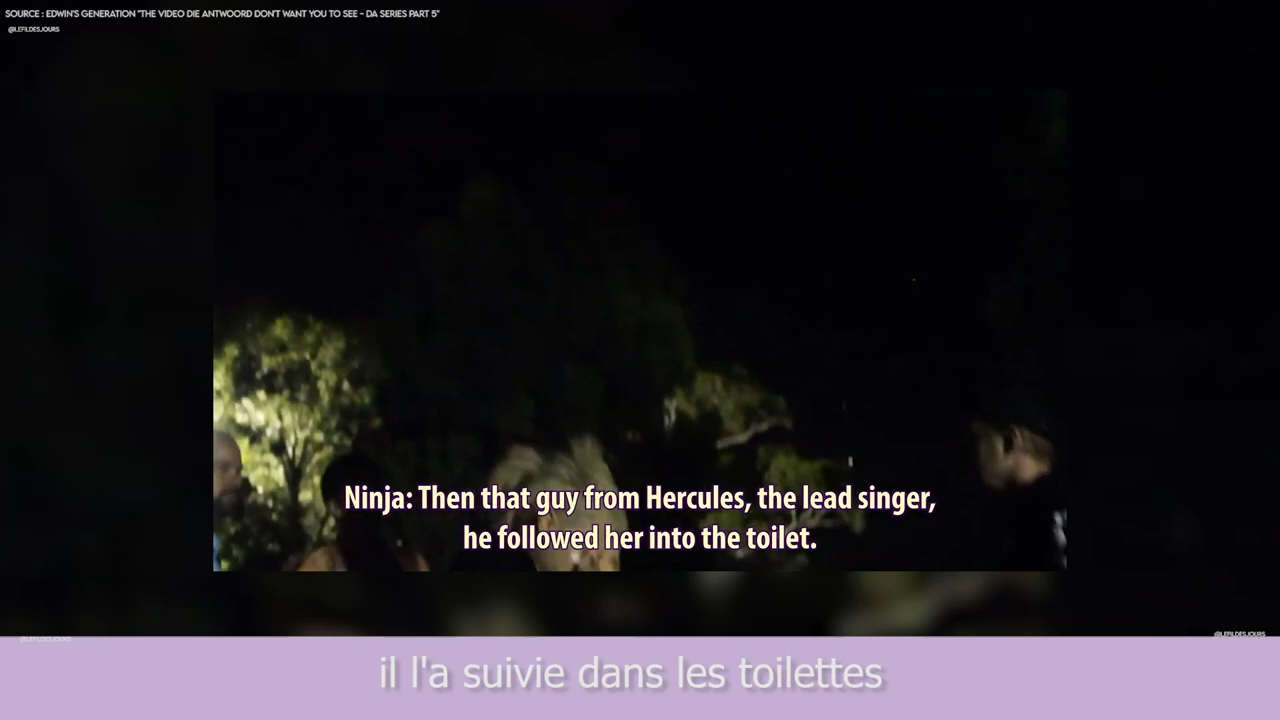 SOURCE : EDWIN'S GENERATION "THE VIDEO DIE ANTWOORD DON'T WANT YOU TO SEE - DA SERIES PART 5"
@LEFILDESJOURS
Ninja: Then that guy from Hercules, the lead singer,
he followed her into the toilet.
@LEFILDESJOURS
@LEFILDESJOURS
il l'a suivie dans les toilettes